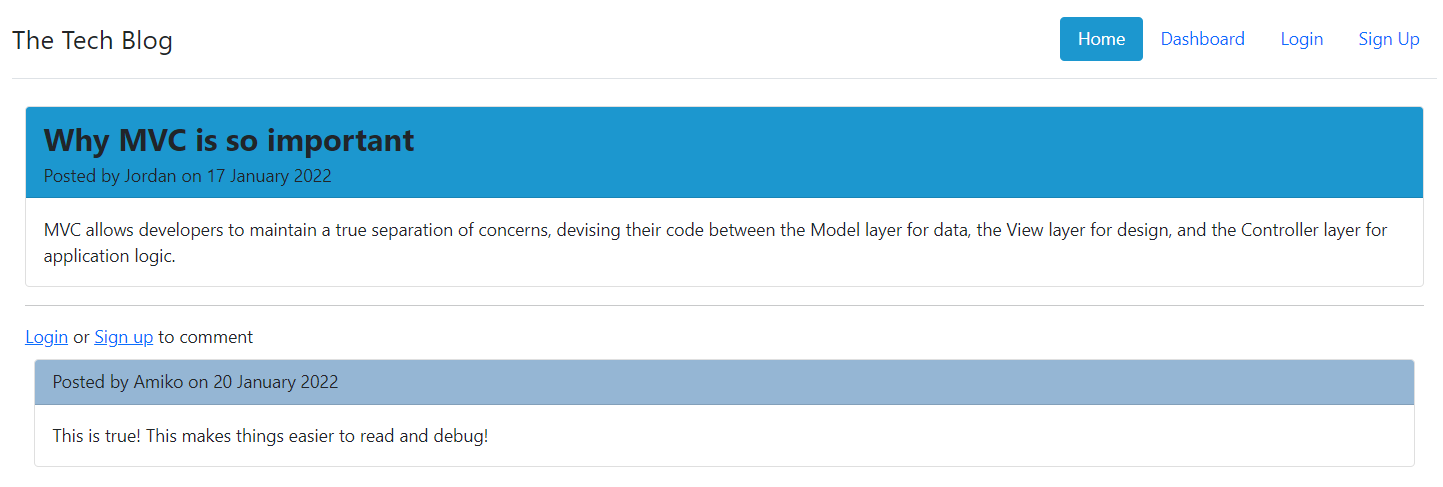 The Tech Blog
Home
Dashboard
Login
Sign Up
Why MVC is so important
Posted by Jordan on 17 January 2022
MVC allows developers to maintain a true separation of concerns, devising their code between the Model layer for data, the View layer for design, and the Controller layer for
application logic.
Login or Sign up to comment
Posted by Amiko on 20 January 2022
This is true! This makes things easier to read and debug!